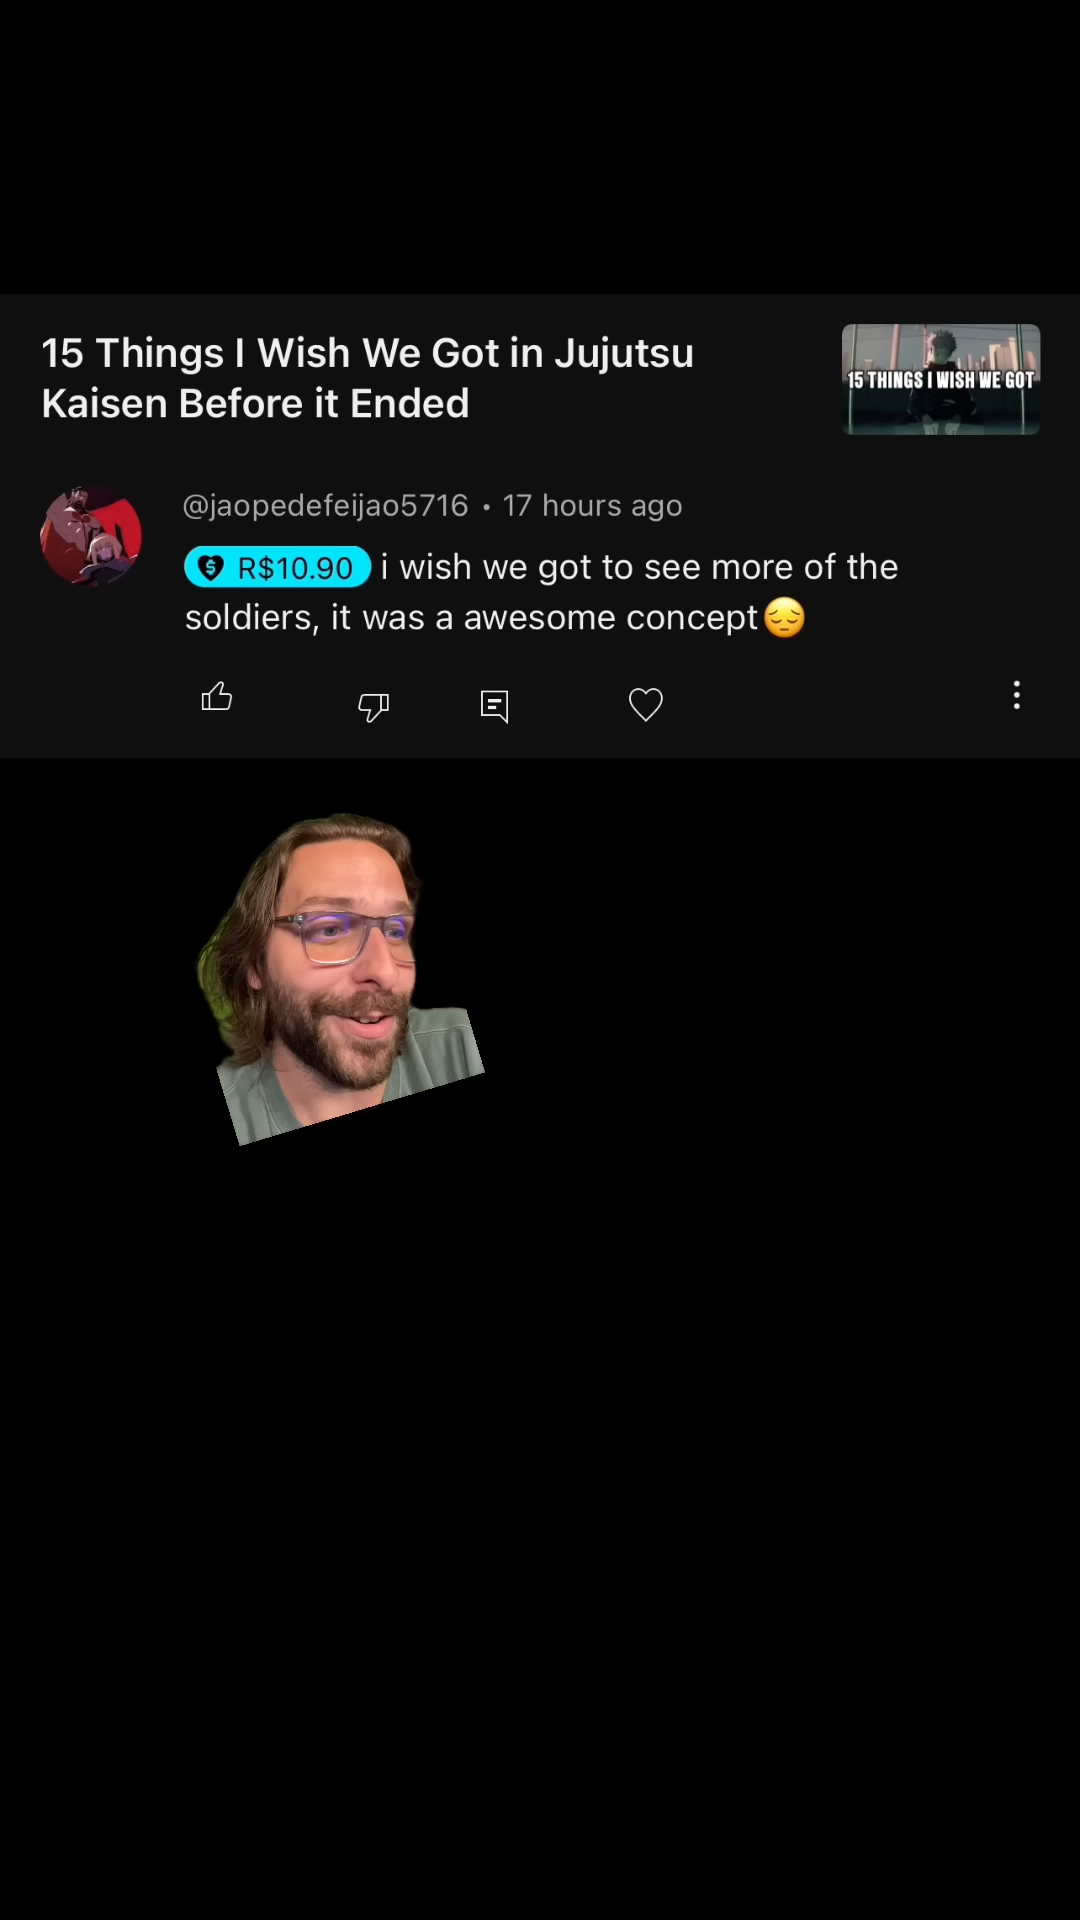 15 Things I Wish We Got in Jujutsu
Kaisen Before it Ended
15 THINGS I WISH WE GOT
@jaopedefeijao5716 • 17 hours ago
R$10.90 i wish we got to see more of the
soldiers, it was a awesome concept😔